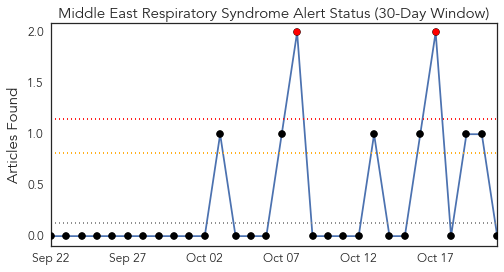 Middle East Respiratory Syndrome Alert Status (30-Day Window)
Articles Found
2.0
1.5
1.0
0.5
0.0
Sep 22 Sep 27 Oct 02 Oct 07 Oct 12 Oct 17